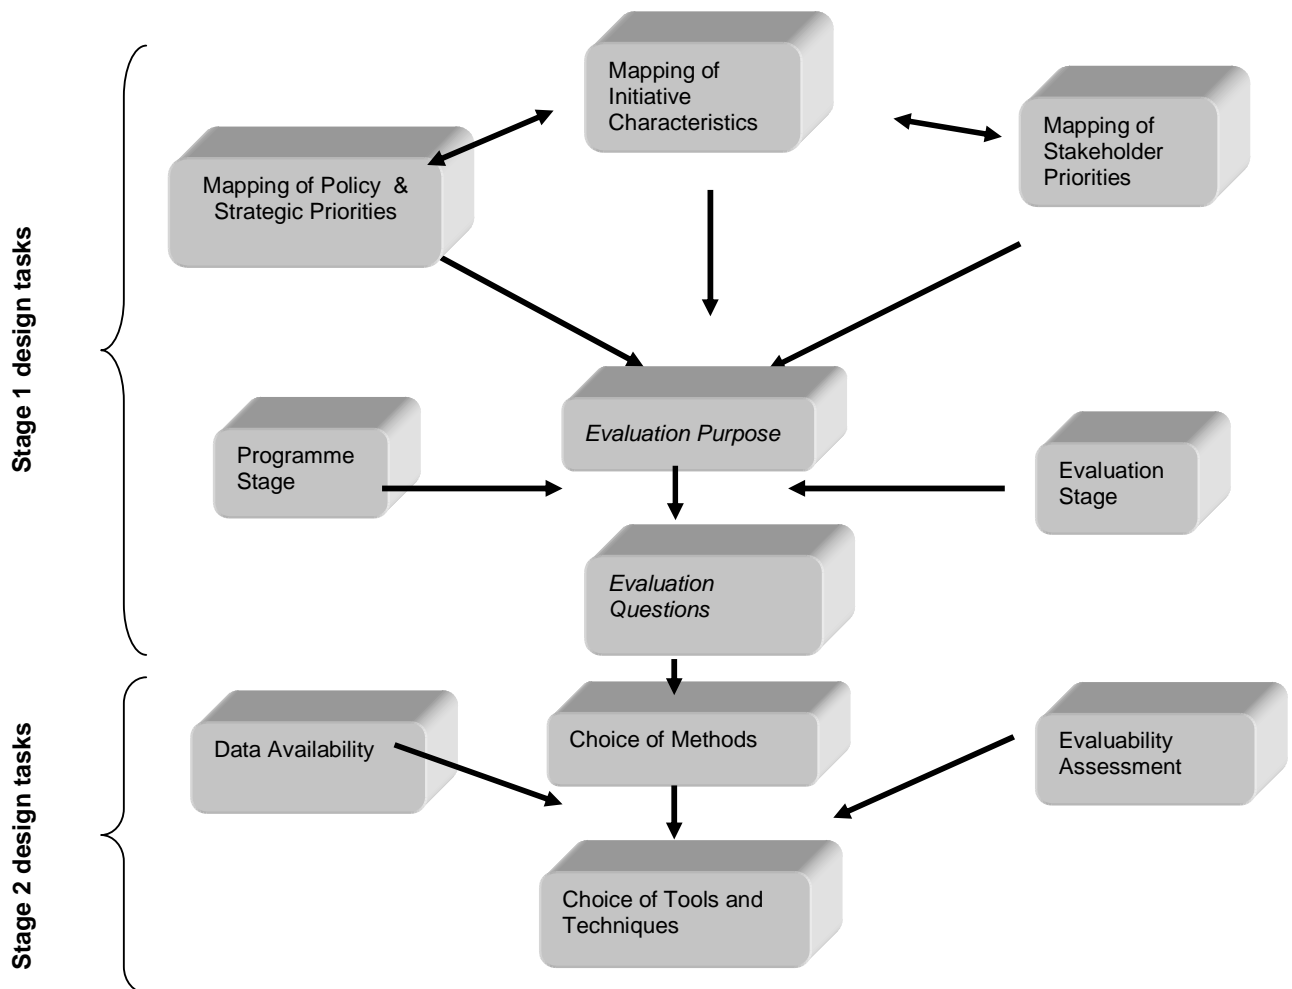 Stage 1 design tasks
Mapping of
Initiative
Characteristics
Mapping of Policy  &
Strategic Priorities
Mapping of
Stakeholder
Priorities
Evaluation Purpose
Programme
Stage
Evaluation
Stage
Evaluation
Questions
Stage 2 design tasks
Data Availability
Choice of Methods
Evaluability
Assessment
Choice of Tools and
Techniques